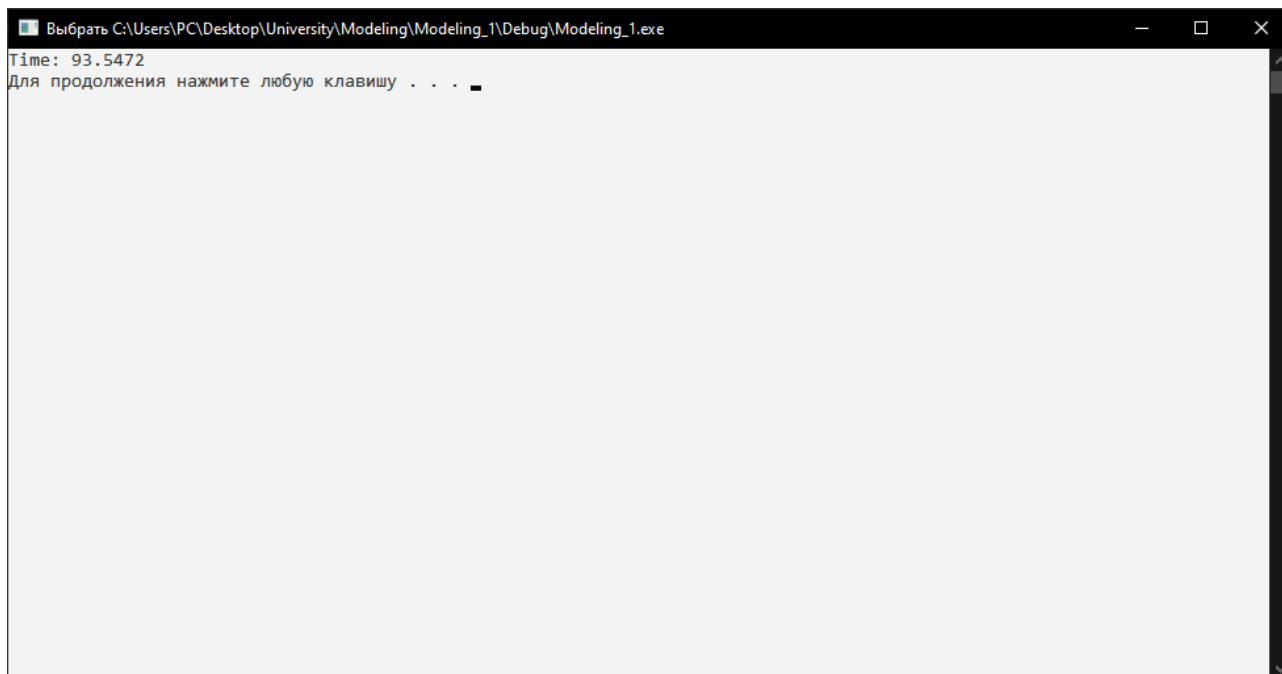 Выбрать C:\Users\PC\Desktop\University\Modeling\Modeling_1\Debug\Modeling_1.exe
Time: 93.5472
Для продолжения нажмите любую клавишу . . .